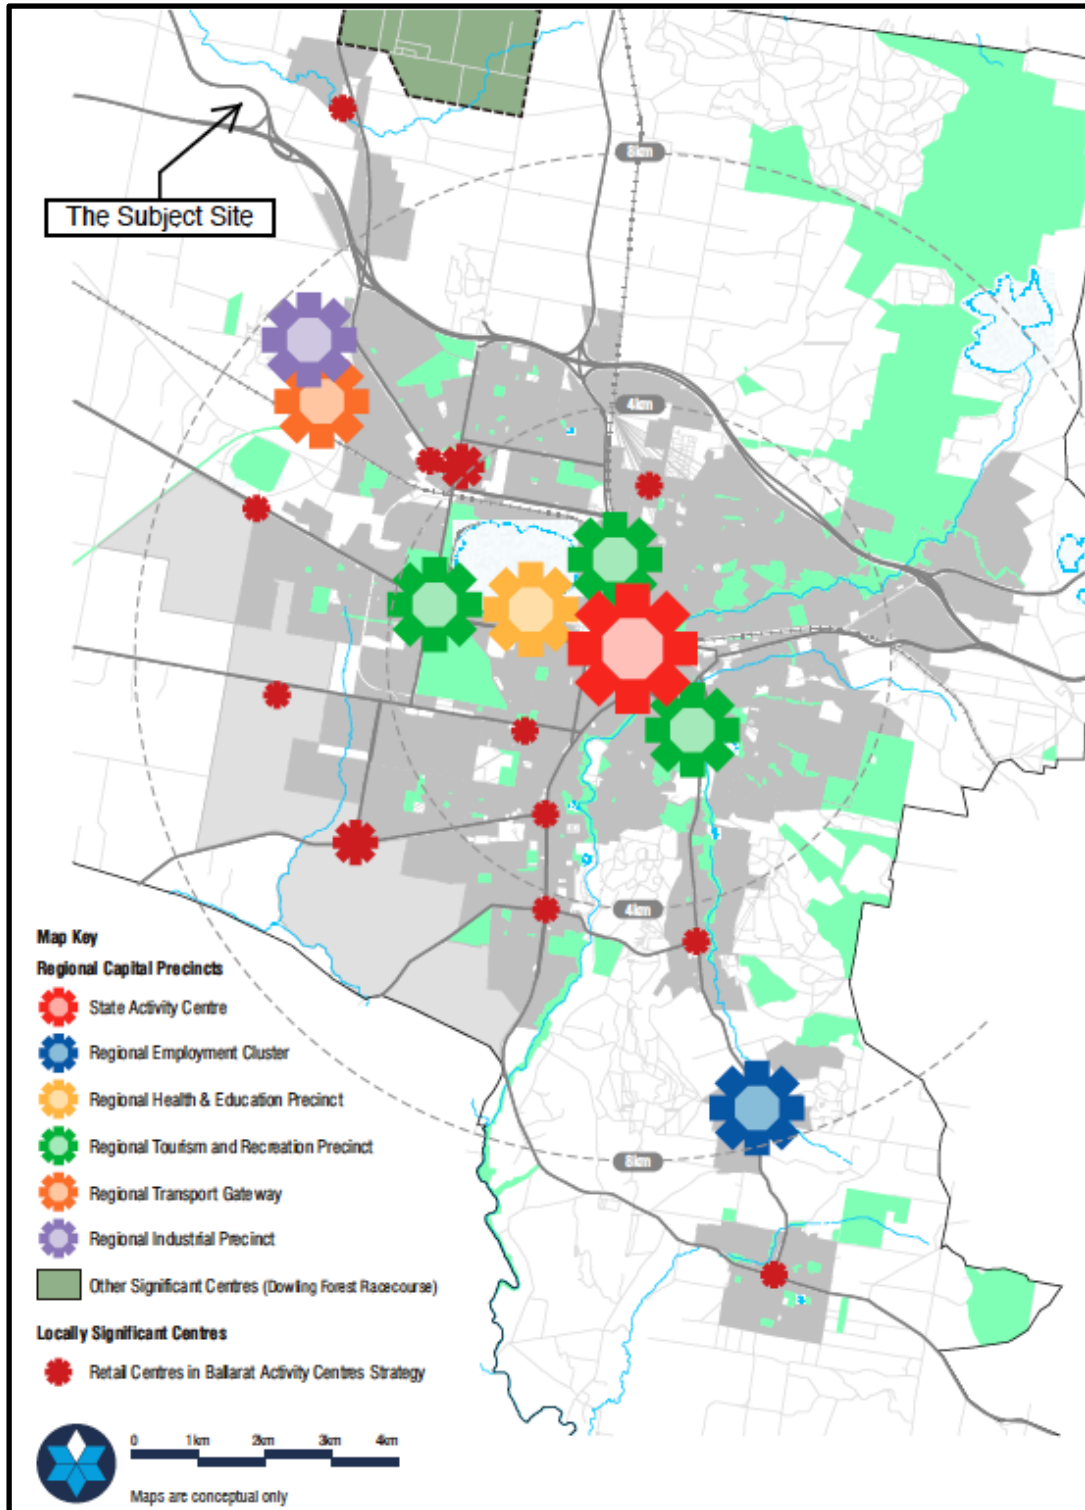 8km
The Subject Site
4km
4km
8km
Map Key
Regional Capital Precincts
State Activity Centre
Regional Employment Cluster
Regional Health & Education Precinct
Regional Tourism and Recreation Precinct
Regional Transport Gateway
Regional Industrial Precinct
Other Significant Centres (Dowling Forest Racecourse)
Locally Significant Centres
Retail Centres in Ballarat Activity Centres Strategy
0 1km 2km 3km 4km
Maps are conceptual only